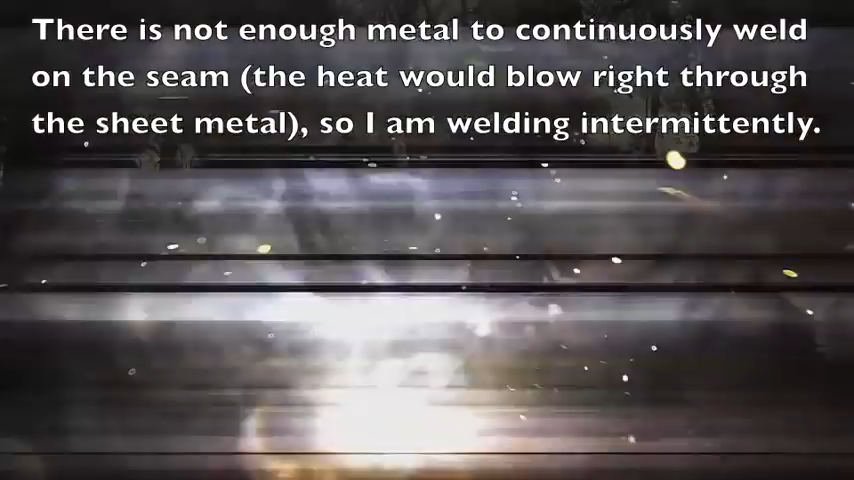 There is not enough metal to continuously weld
on the seam (the heat would blow right through
the sheet metal), so I am welding intermittently.